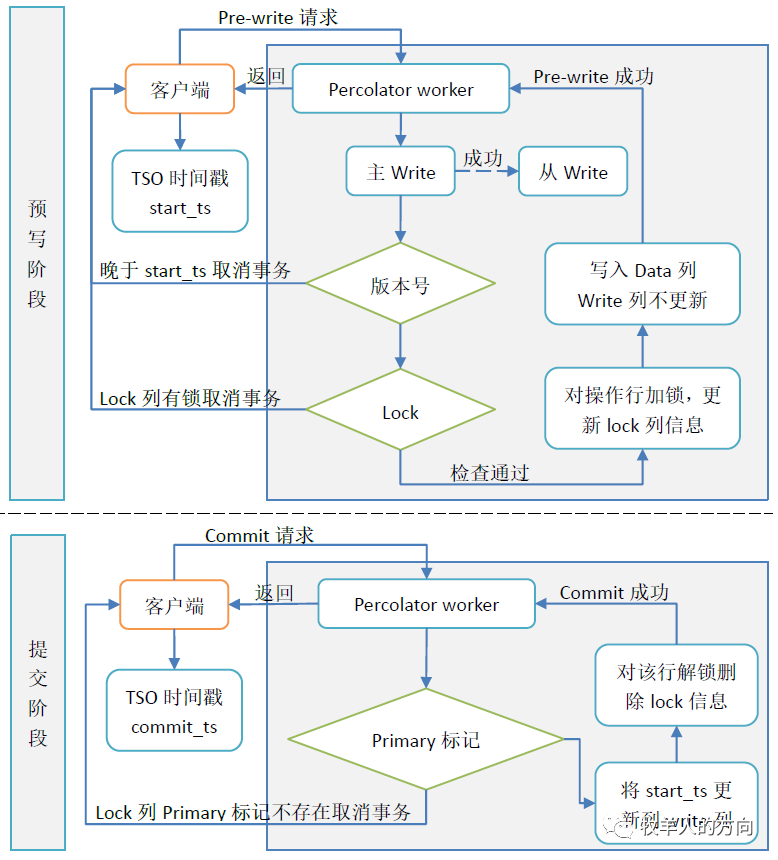 Pre-write 请求
客户端
返回
Percolator worker
Pre-write 成功
TSO 时间戳
start_ts
主 Write
成功
从 Write
预写阶段
晚于 start_ts 取消事务
版本号
写入 Data 列
Write 列不更新
Lock 列有锁取消事务
Lock
对操作行加锁，更
新 lock 列信息
检查通过
Commit 请求
客户端
返回
Percolator worker
Commit 成功
提交阶段
TSO 时间戳
commit_ts
对该行解锁删
除 lock 信息
Primary 标记
将 start_ts 更
新到 write 列
Lock 列 Primary 标记不存在取消事务
牧羊人的方向